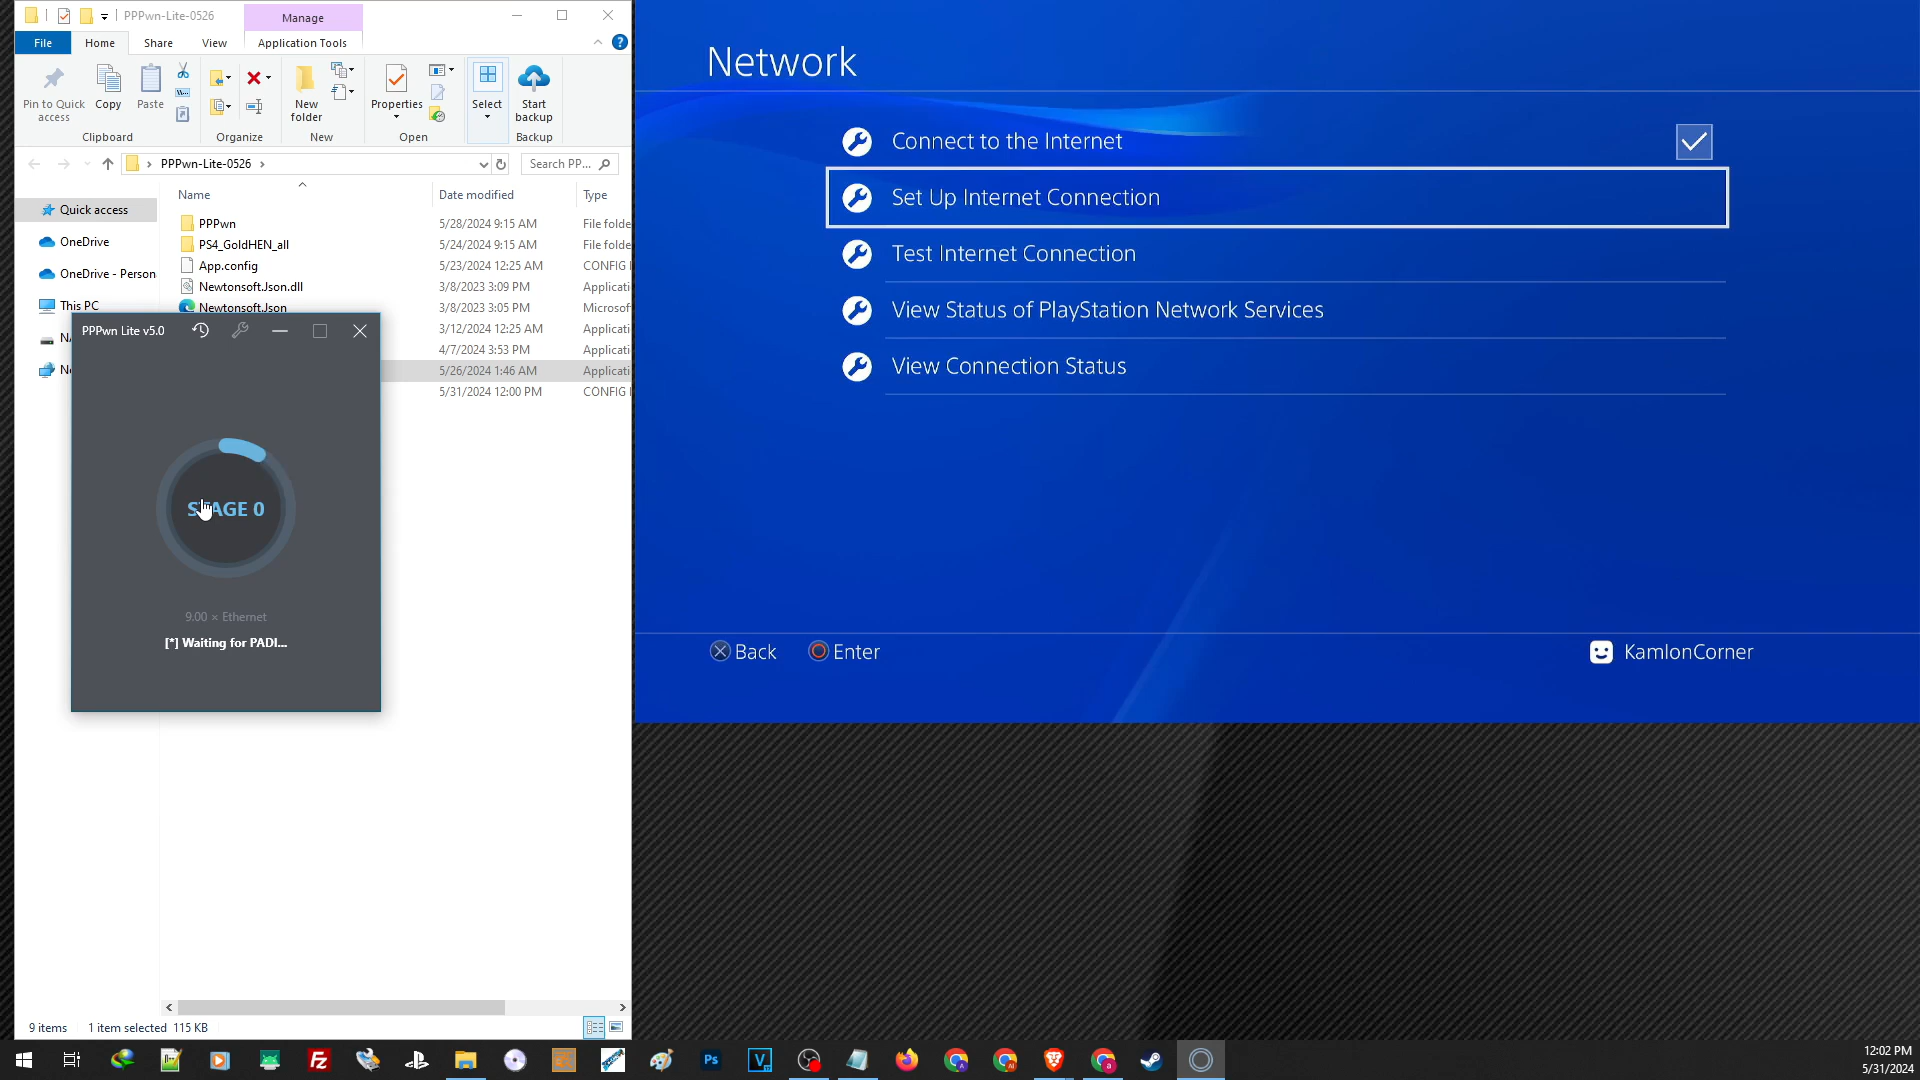 PPPwn-Lite-0526
Manage
File
Home
Share
View
Application Tools
Pin to Quick access
Copy
Paste
New folder
Properties
Select
Start backup
Clipboard
Organize
New
Open
Backup
PPPwn-Lite-0526
Search PP...
Name
Date modified
Type
Quick access
OneDrive
OneDrive - Person
This PC
PPPwn 5/28/2024 9:15 AM File folde
PS4_GoldHEN_all 5/24/2024 9:15 AM File folde
App.config 5/23/2024 12:25 AM CONFIG
Newtonsoft.Json.dll 3/8/2023 3:09 PM Applicati
Newtonsoft.Json 3/8/2023 3:05 PM Microsof
3/12/2024 12:25 AM Applicati
4/7/2024 3:53 PM Applicati
5/26/2024 1:46 AM Applicati
5/31/2024 12:00 PM CONFIG
PPPwn Lite v5.0
STAGE 0
9.00 × Ethernet
[*] Waiting for PADI...
9 items
1 item selected 115 KB
Network
Connect to the Internet
Set Up Internet Connection
Test Internet Connection
View Status of PlayStation Network Services
View Connection Status
Back
Enter
KamlonCorner
Ps
V
12:02 PM
5/31/2024